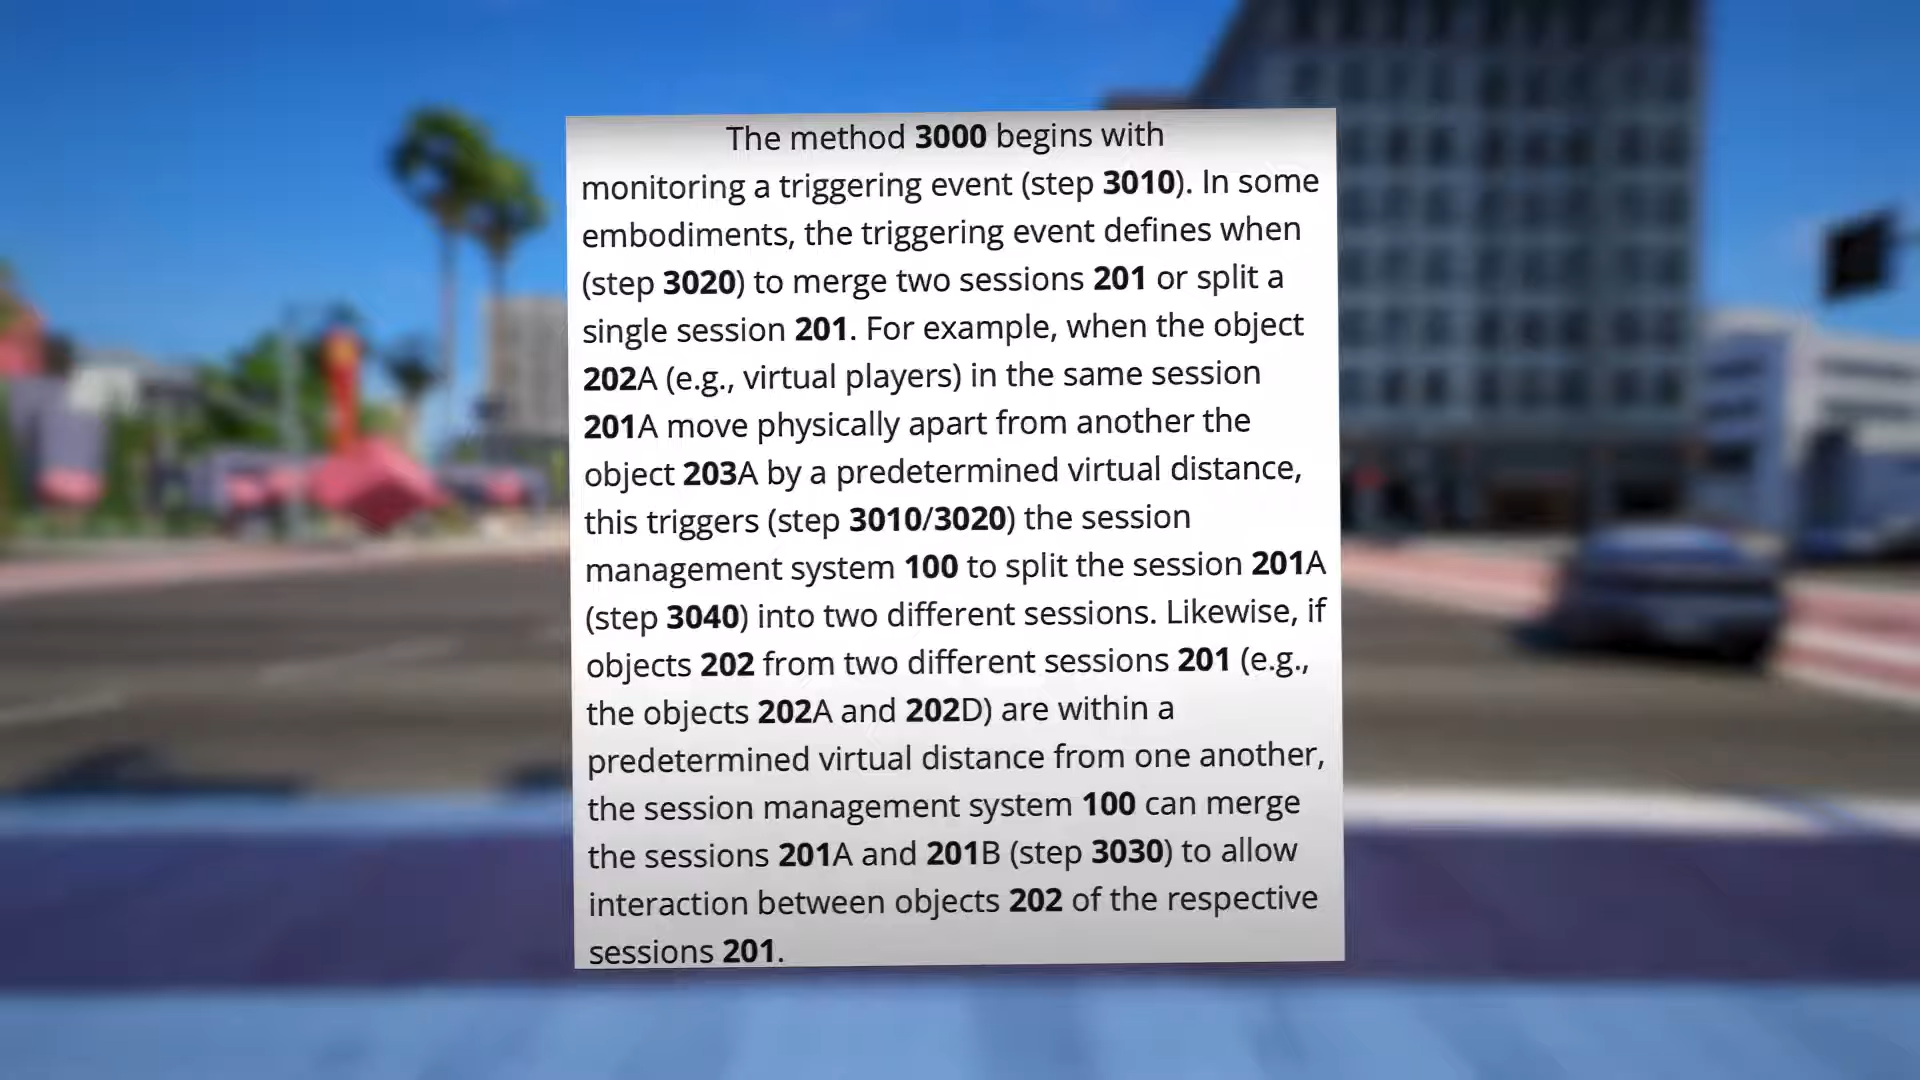 The method 3000 begins with
monitoring a triggering event (step 3010). In some
embodiments, the triggering event defines when
(step 3020) to merge two sessions 201 or split a
single session 201. For example, when the object
202A (e.g., virtual players) in the same session
201A move physically apart from another the
object 203A by a predetermined virtual distance,
this triggers (step 3010/3020) the session
management system 100 to split the session 201A
(step 3040) into two different sessions. Likewise, if
objects 202 from two different sessions 201 (e.g.,
the objects 202A and 202D) are within a
predetermined virtual distance from one another,
the session management system 100 can merge
the sessions 201A and 201B (step 3030) to allow
interaction between objects 202 of the respective
sessions 201.